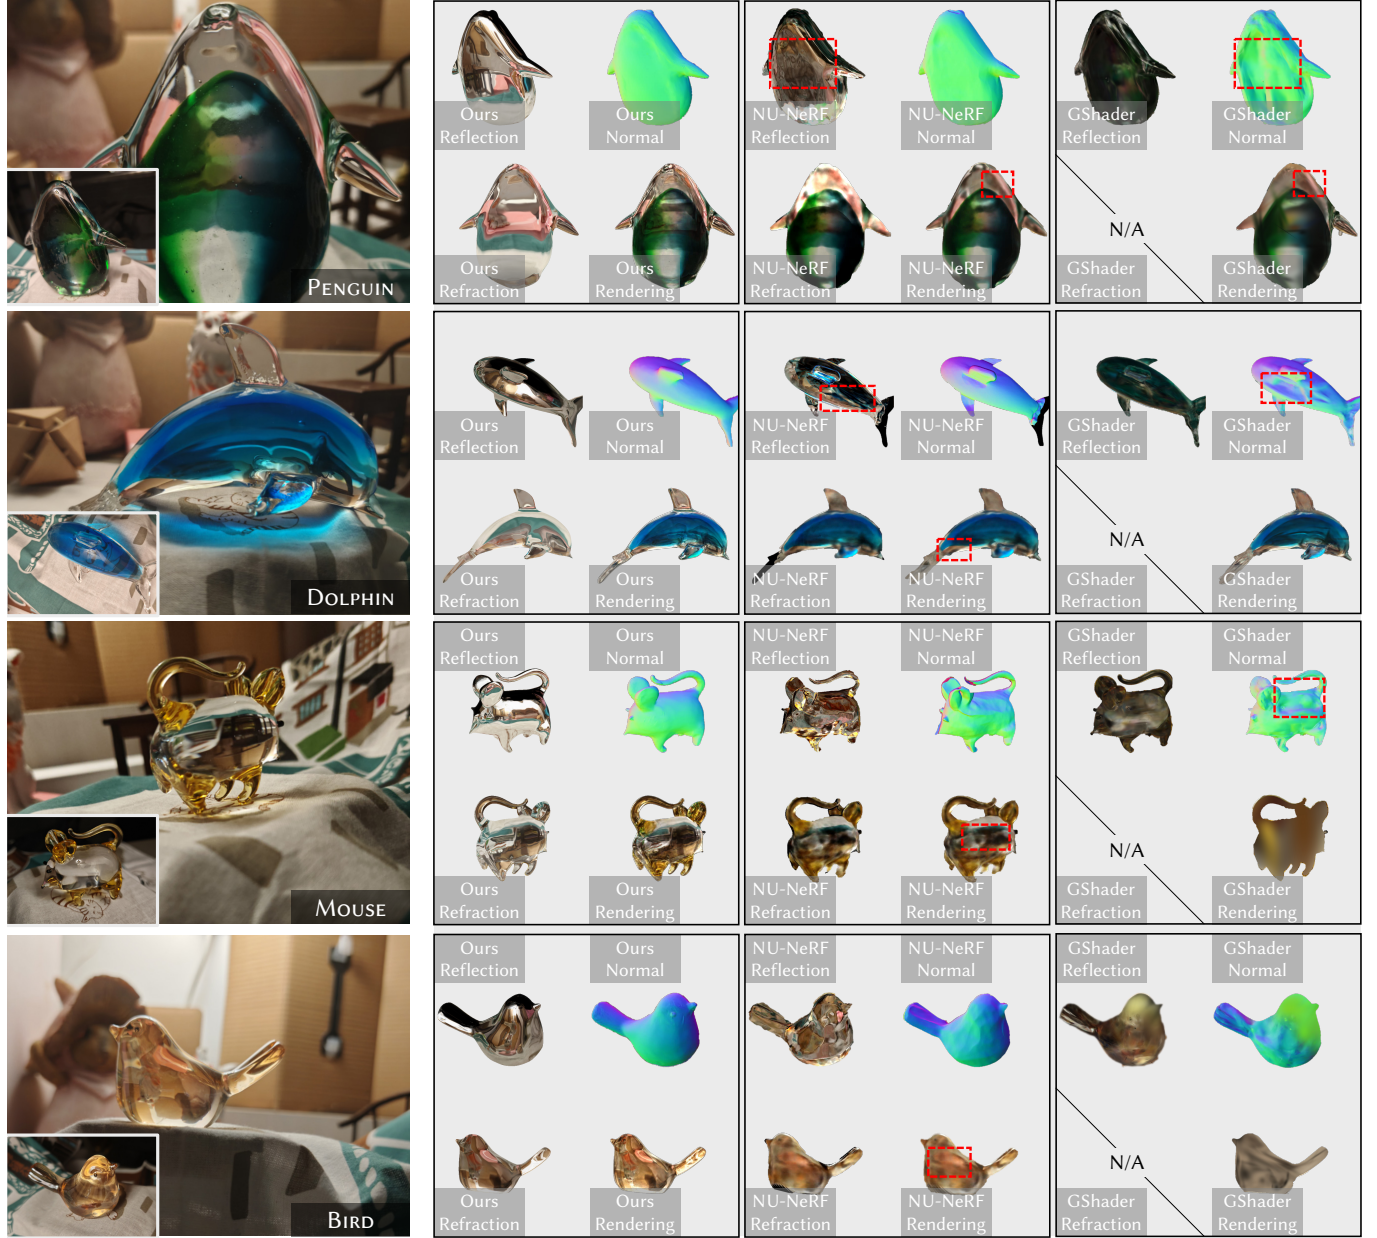 Ours
Reflection
Ours
Normal
NU-NeRF
Reflection
NU-NeRF
Normal
GShader
Reflection
GShader
Normal
Ours
Refraction
Ours
Rendering
NU-NeRF
Refraction
NU-NeRF
Rendering
N/A
GShader
Refraction
GShader
Rendering
PENGUIN
Ours
Reflection
Ours
Normal
NU-NeRF
Reflection
NU-NeRF
Normal
GShader
Reflection
GShader
Normal
Ours
Refraction
Ours
Rendering
NU-NeRF
Refraction
NU-NeRF
Rendering
N/A
GShader
Refraction
GShader
Rendering
DOLPHIN
Ours
Reflection
Ours
Normal
NU-NeRF
Reflection
NU-NeRF
Normal
GShader
Reflection
GShader
Normal
Ours
Refraction
Ours
Rendering
NU-NeRF
Refraction
NU-NeRF
Rendering
N/A
GShader
Refraction
GShader
Rendering
MOUSE
Ours
Reflection
Ours
Normal
NU-NeRF
Reflection
NU-NeRF
Normal
GShader
Reflection
GShader
Normal
Ours
Refraction
Ours
Rendering
NU-NeRF
Refraction
NU-NeRF
Rendering
N/A
GShader
Refraction
GShader
Rendering
BIRD